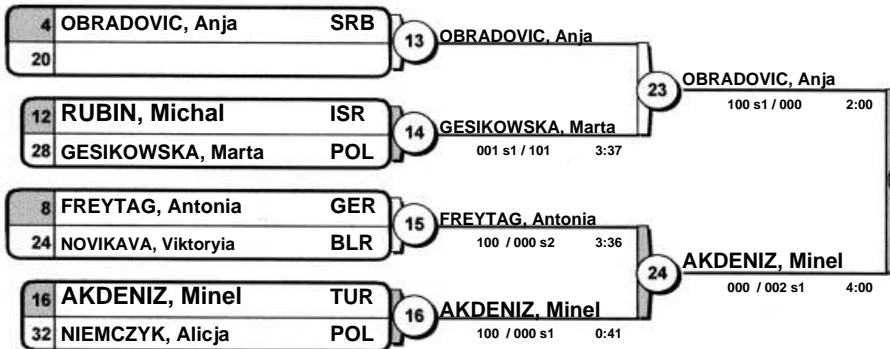 4 OBRADOVIC, Anja SRB
20
13
OBRADOVIC, Anja
12 RUBIN, Michal ISR
28 GESIKOWSKA, Marta POL
14
GESIKOWSKA, Marta
001 s1 / 101 3:37
23
OBRADOVIC, Anja
100 s1 / 000 2:00
8 FREYTAG, Antonia GER
24 NOVIKAVA, Viktoryia BLR
15
FREYTAG, Antonia
100 / 000 s2 3:36
16 AKDENIZ, Minel TUR
32 NIEMCZYK, Alicja POL
16
AKDENIZ, Minel
100 / 000 s1 0:41
24
AKDENIZ, Minel
000 / 002 s1 4:00